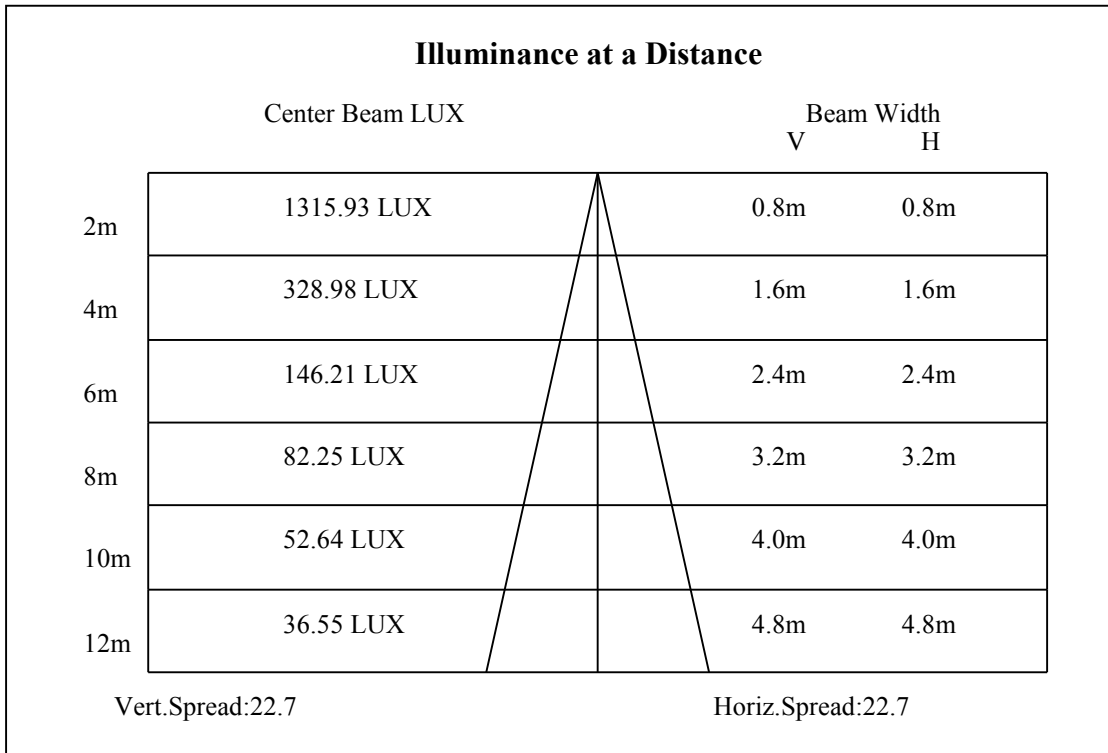 Illuminance at a Distance
Center Beam LUX Beam Width
V H
2m 1315.93 LUX 0.8m 0.8m
4m 328.98 LUX 1.6m 1.6m
6m 146.21 LUX 2.4m 2.4m
8m 82.25 LUX 3.2m 3.2m
10m 52.64 LUX 4.0m 4.0m
12m 36.55 LUX 4.8m 4.8m
Vert.Spread:22.7 Horiz.Spread:22.7